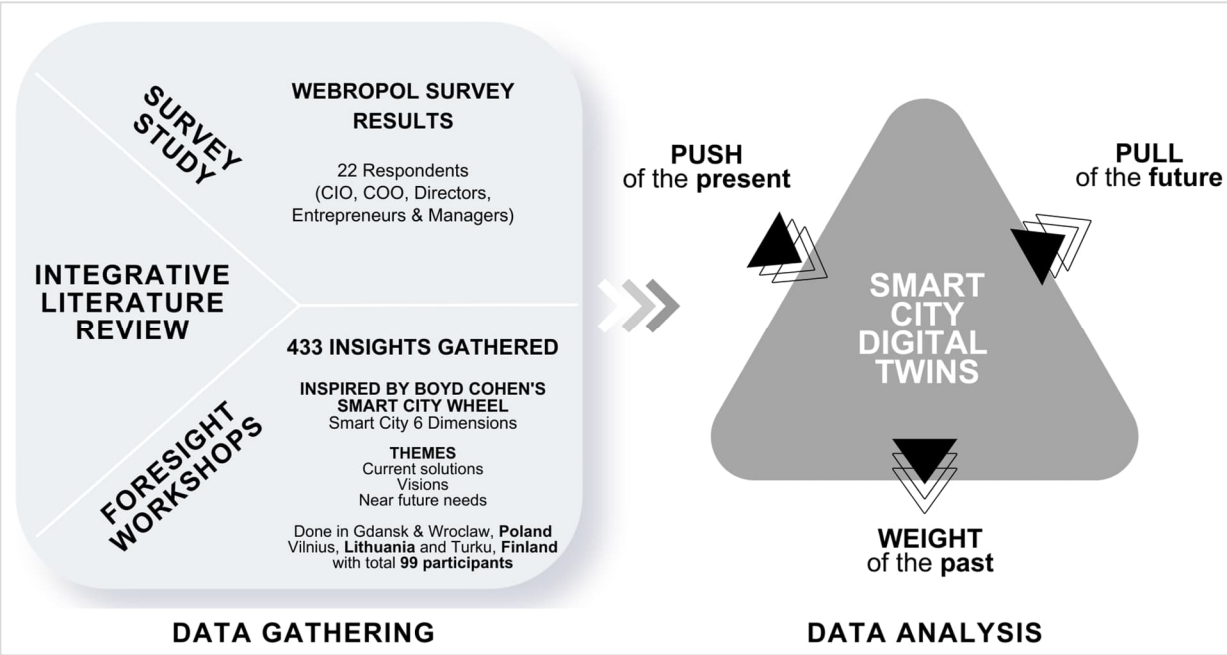 SURVEY
STUDY
WEBROPOL SURVEY
RESULTS
22 Respondents
(CIO, COO, Directors,
Entrepreneurs & Managers)
INTEGRATIVE
LITERATURE
REVIEW
FORESIGHT
WORKSHOPS
433 INSIGHTS GATHERED
INSPIRED BY BOYD COHEN'S
SMART CITY WHEEL
Smart City 6 Dimensions
THEMES
Current solutions
Visions
Near future needs
Done in Gdansk & Wroclaw, Poland
Vilnius, Lithuania and Turku, Finland
with total 99 participants
DATA GATHERING
PUSH
of the present
PULL
of the future
SMART
CITY
DIGITAL
TWINS
WEIGHT
of the past
DATA ANALYSIS